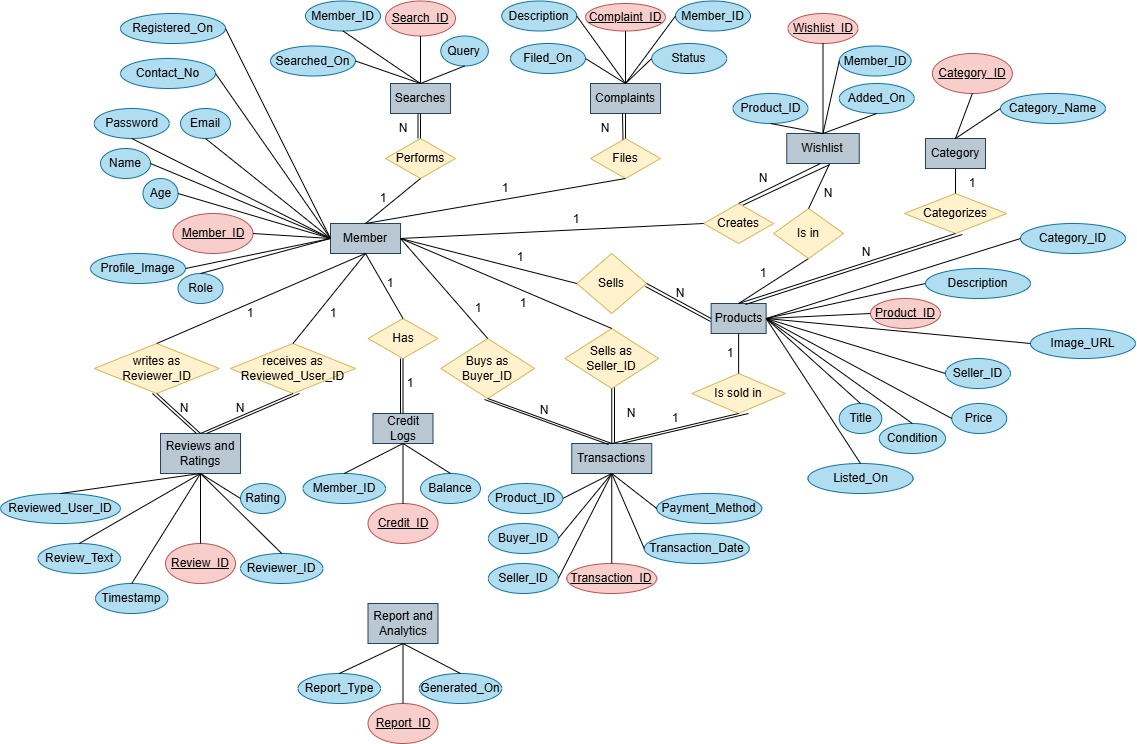 Member_ID
Search_ID
Searched_On
Query
Searches
N
Performs
1
Description
Complaint_ID
Member_ID
Filed_On
Status
Complaints
N
Files
1
Wishlist_ID
Member_ID
Product_ID
Added_On
Wishlist
N
N
Creates
1
Is in
1
Category_ID
Category_Name
Category
1
Categorizes
N
Registered_On
Contact_No
Password
Email
Name
Age
Member_ID
Profile_Image
Role
Member
1
Sells
N
Products
Category_ID
Description
Product_ID
Image_URL
Seller_ID
Price
Title
Condition
Listed_On
1
writes as
Reviewer_ID
N
1
receives as
Reviewed_User_ID
N
Reviews and
Ratings
Reviewed_User_ID
Rating
Review_Text
Review_ID
Reviewer_ID
Timestamp
1
Has
1
Credit
Logs
Member_ID
Balance
Credit_ID
1
Buys as
Buyer_ID
N
1
Sells as
Seller_ID
N
1
Is sold in
1
Transactions
Product_ID
Payment_Method
Buyer_ID
Transaction_Date
Seller_ID
Transaction_ID
Report and
Analytics
Report_Type
Generated_On
Report_ID